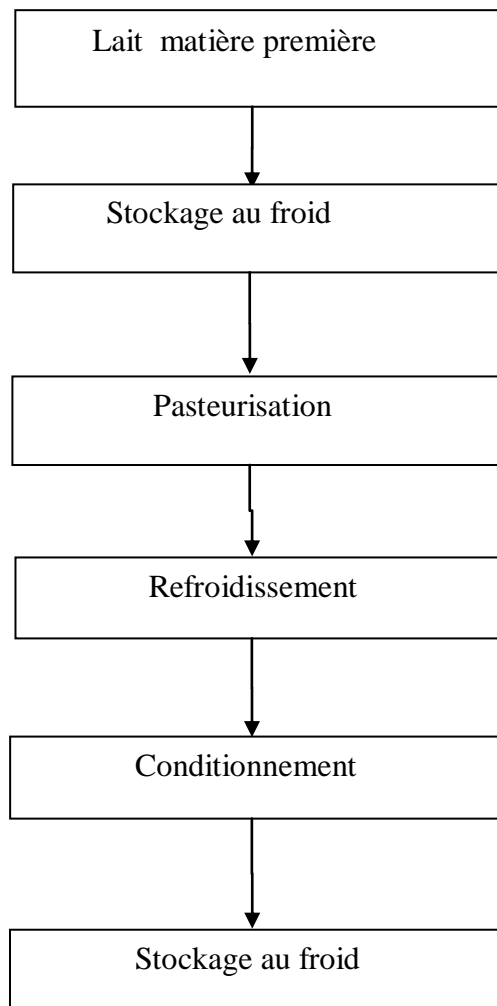 Lait matière première
Stockage au froid
Pasteurisation
Refroidissement
Conditionnement
Stockage au froid